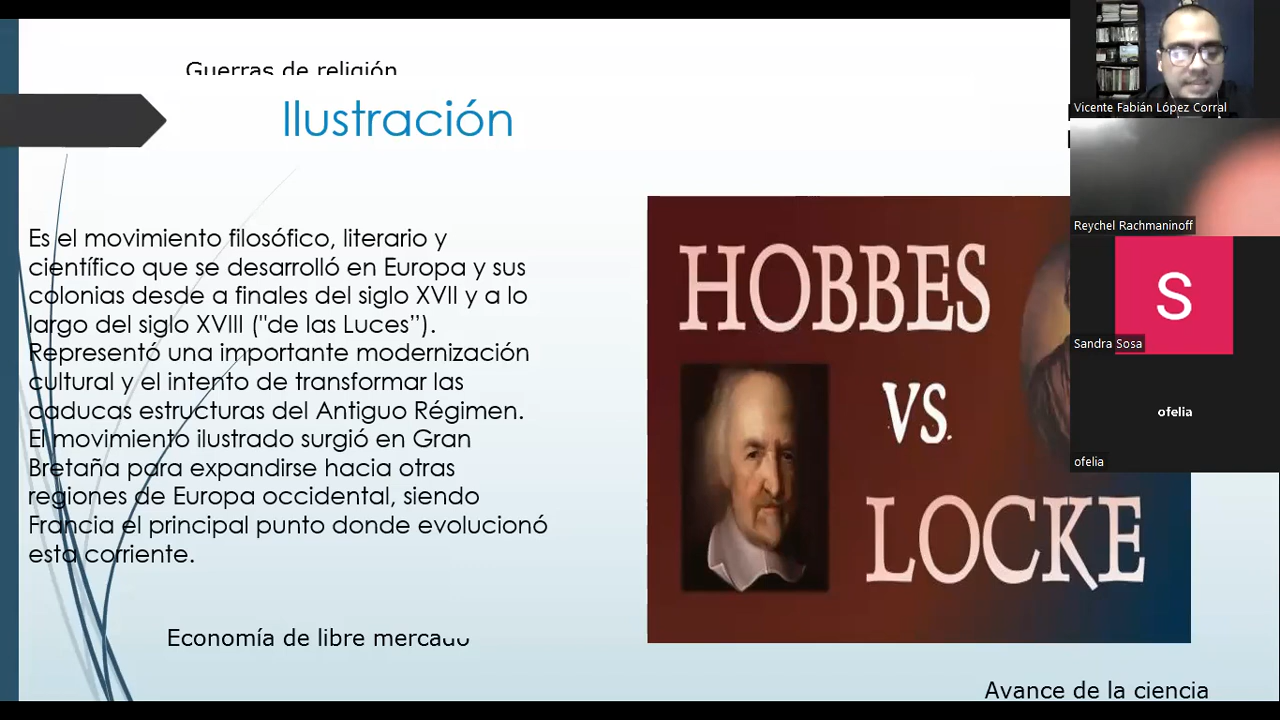 Guerras de religión
Ilustración
Es el movimiento filosófico, literario y
científico que se desarrolló en Europa y sus
colonias desde a finales del siglo XVII y a lo
largo del siglo XVIII ("de las Luces”).
Representó una importante modernización
cultural y el intento de transformar las
caducas estructuras del Antiguo Régimen.
El movimiento ilustrado surgió en Gran
Bretaña para expandirse hacia otras
regiones de Europa occidental, siendo
Francia el principal punto donde evolucionó
esta corriente.
Economía de libre mercado
HOBBES
VS.
LOCKE
Avance de la ciencia
Vicente Fabián López Corral
Reychel Rachmaninoff
S
Sandra Sosa
ofelia
ofelia